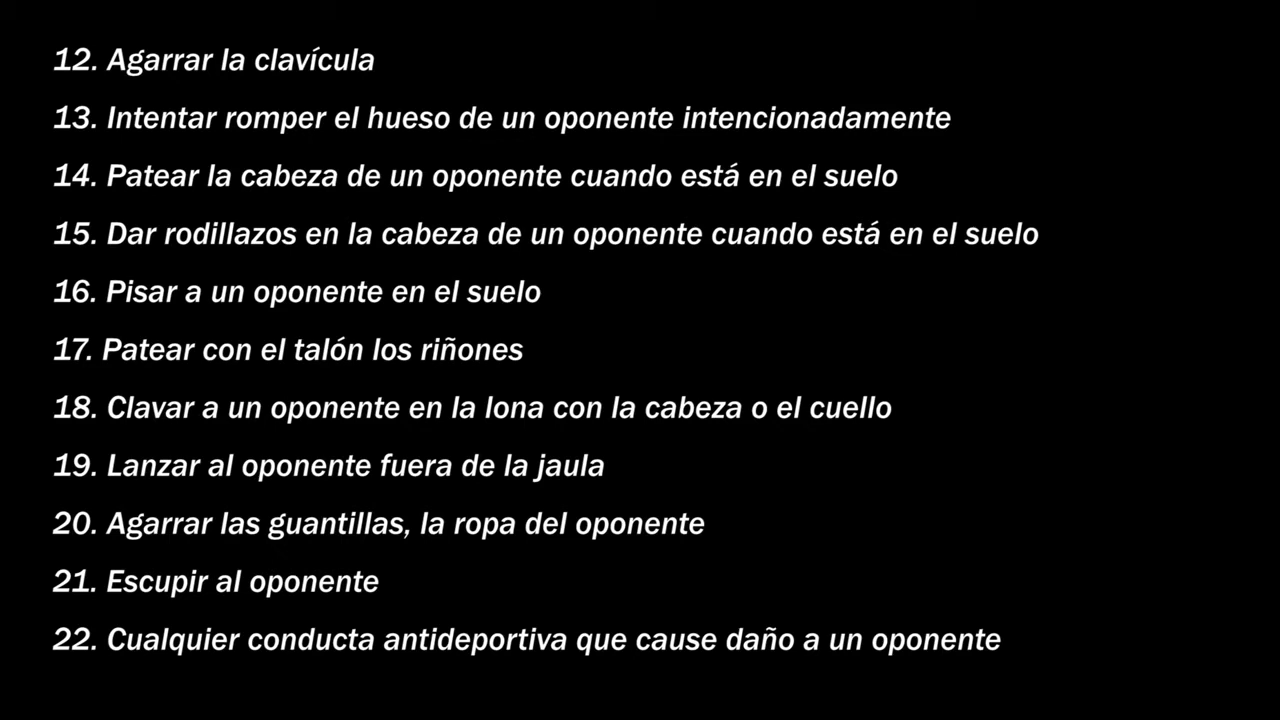 12. Agarrar la clavícula
13. Intentar romper el hueso de un oponente intencionadamente
14. Patear la cabeza de un oponente cuando está en el suelo
15. Dar rodillazos en la cabeza de un oponente cuando está en el suelo
16. Pisar a un oponente en el suelo
17. Patear con el talón los riñones
18. Clavar a un oponente en la lona con la cabeza o el cuello
19. Lanzar al oponente fuera de la jaula
20. Agarrar las guantillas, la ropa del oponente
21. Escupir al oponente
22. Cualquier conducta antideportiva que cause daño a un oponente